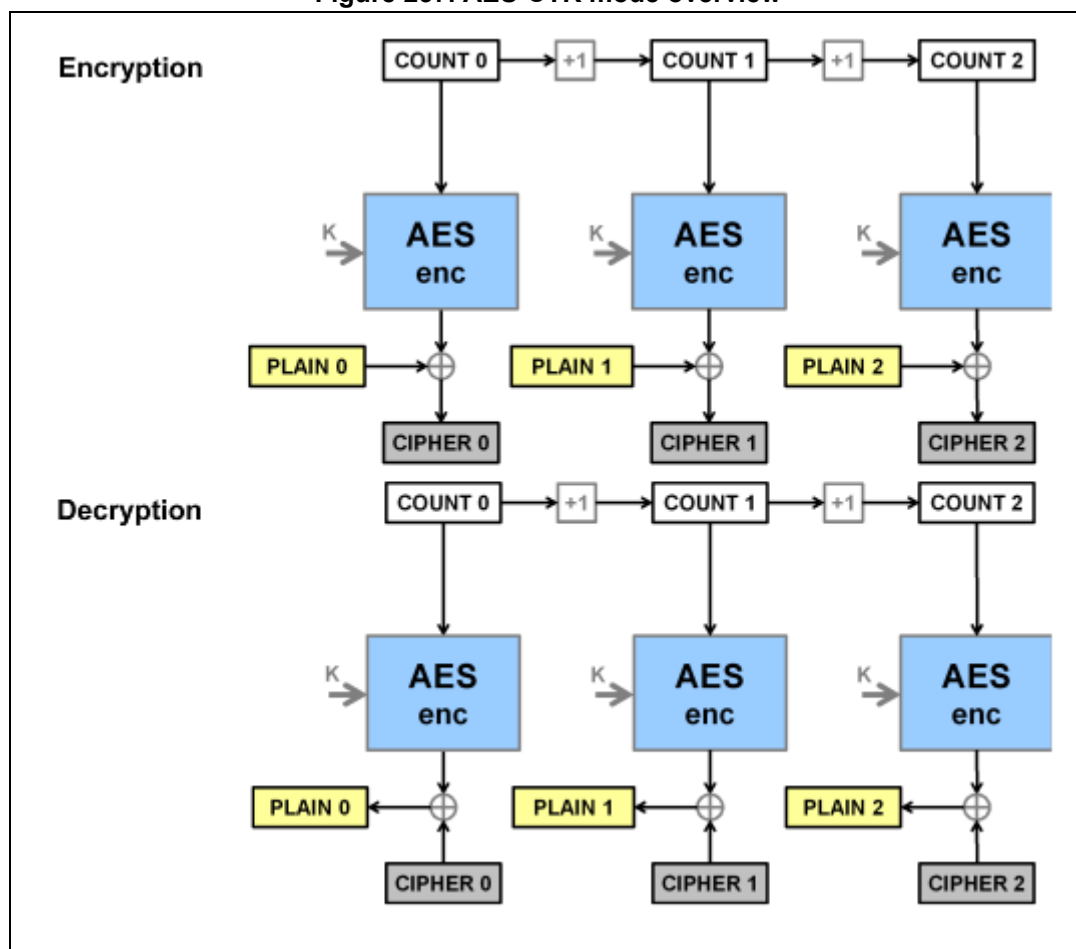 Encryption
COUNT 0 +1 COUNT 1 +1 COUNT 2
K AES enc K AES enc K AES enc
PLAIN 0 PLAIN 1 PLAIN 2
CIPHER 0 CIPHER 1 CIPHER 2
Decryption
COUNT 0 +1 COUNT 1 +1 COUNT 2
K AES enc K AES enc K AES enc
PLAIN 0 PLAIN 1 PLAIN 2
CIPHER 0 CIPHER 1 CIPHER 2